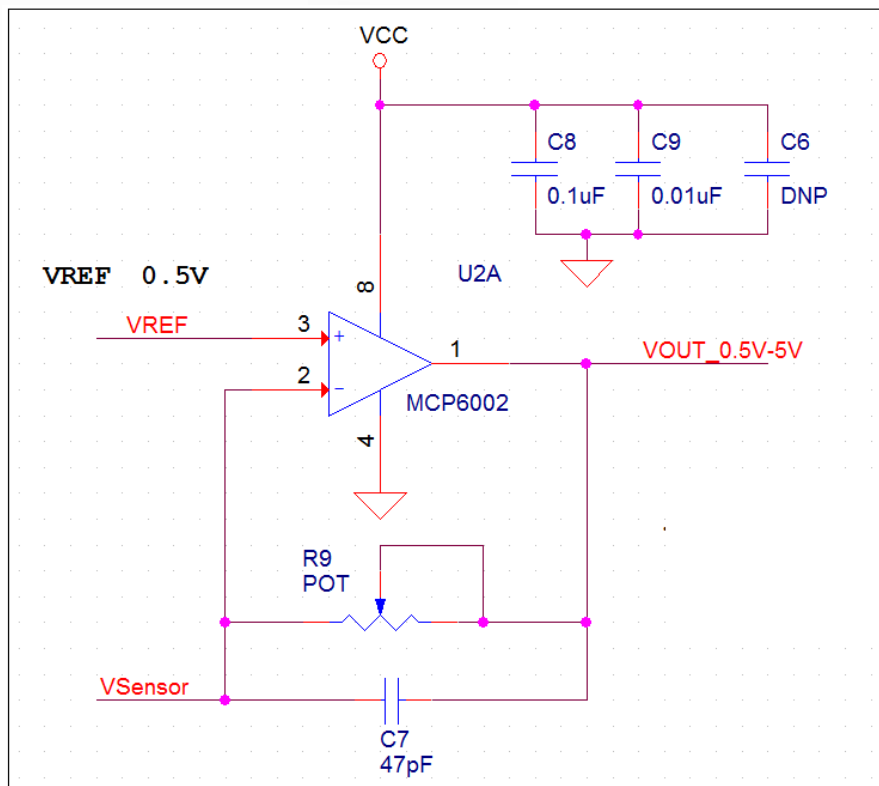 VCC
C8
C9
C6
0.1uF
0.01uF
DNP
VREF 0.5V
U2A
8
VREF
3
+
1
VOUT_0.5V-5V
2
−
MCP6002
4
R9
POT
VSensor
C7
47pF